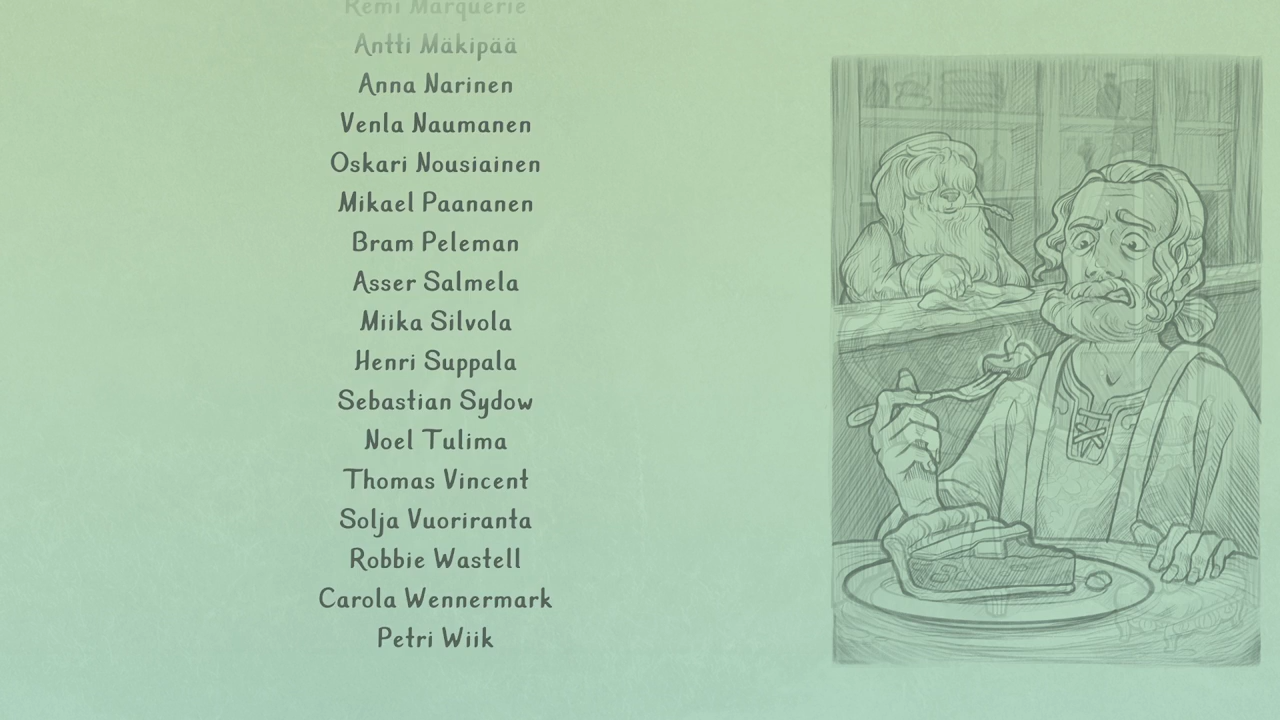 Remi Marquerie
Antti Mäkipää
Anna Narinen
Venla Naumanen
Oskari Nousiainen
Mikael Paananen
Bram Peleman
Asser Salmela
Miika Silvola
Henri Suppala
Sebastian Sydow
Noel Tulima
Thomas Vincent
Solja Vuoriranta
Robbie Wastell
Carola Wennermark
Petri Wiik